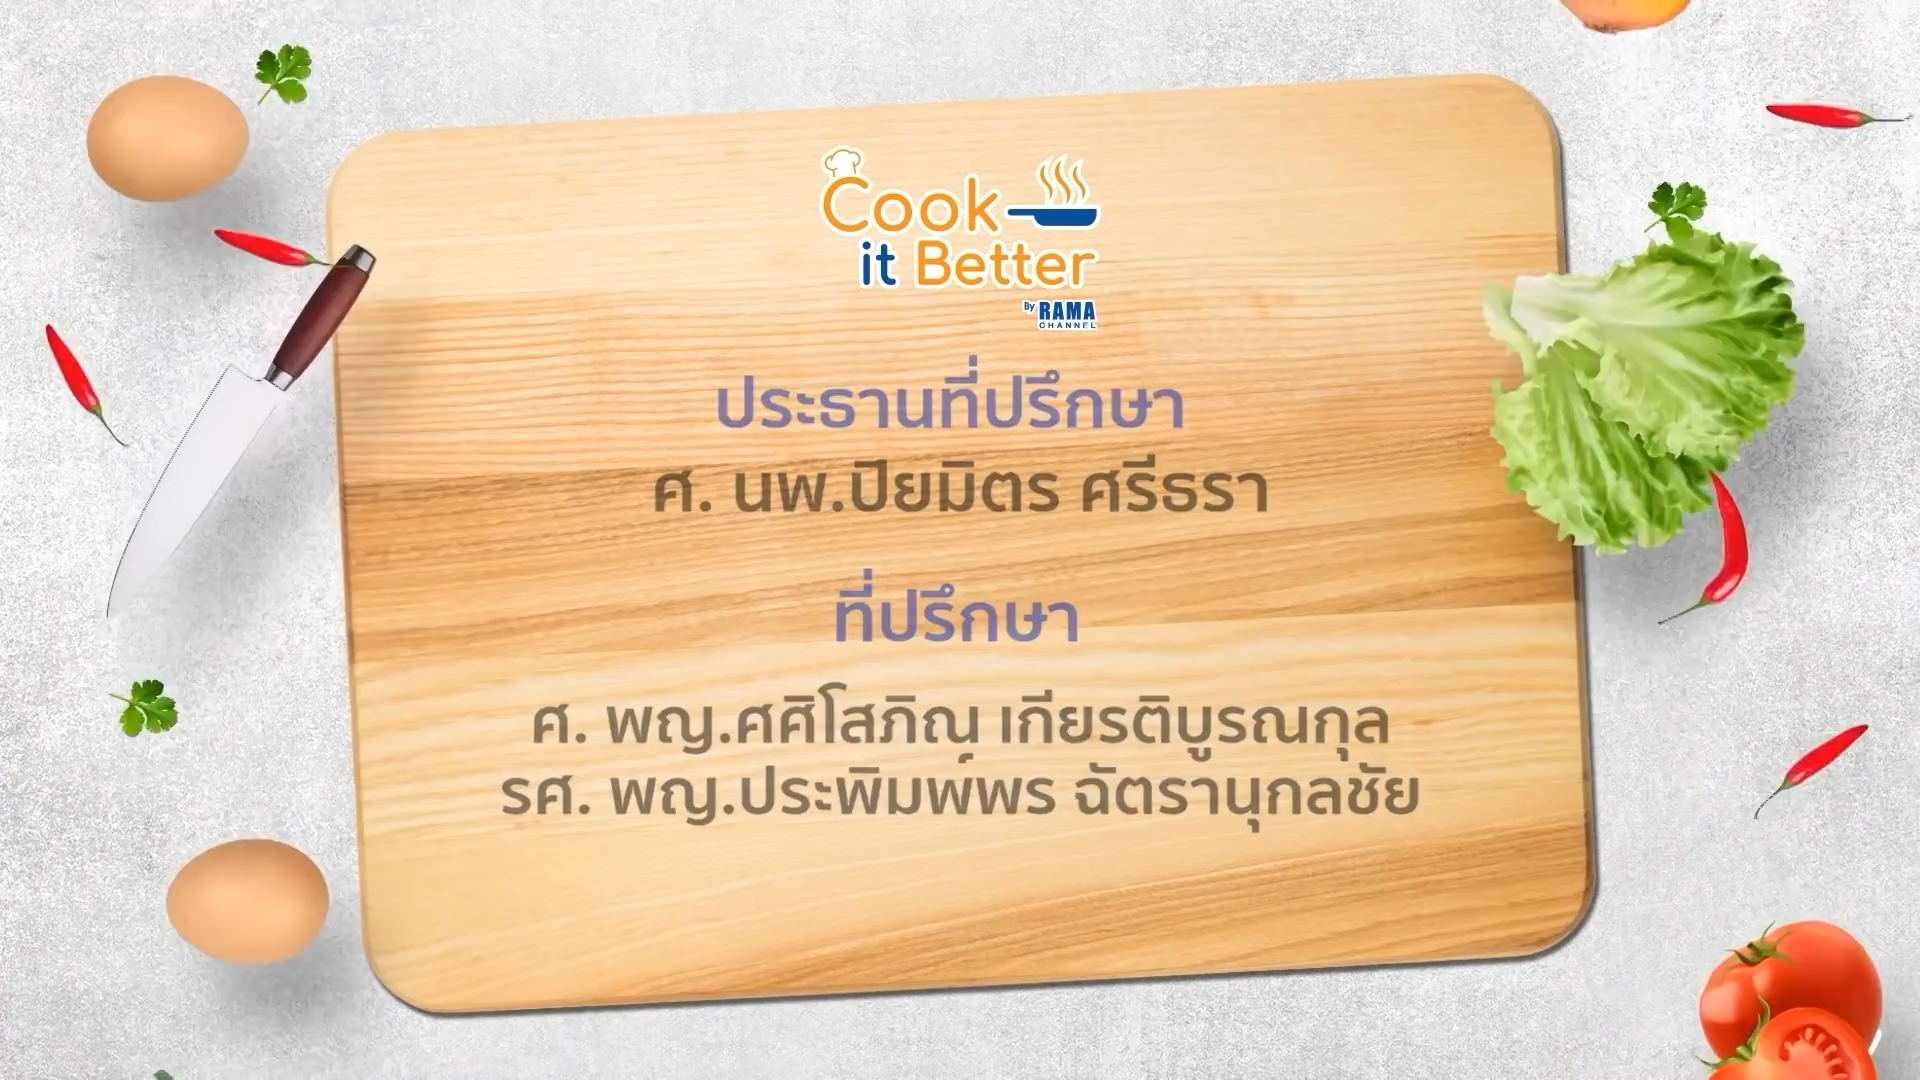 Cook
it Better
By RAMA
CHANNEL
ประธานที่ปรึกษา
ศ. นพ.ปิยมิตร ศรีธรา
ที่ปรึกษา
ศ. พญ.ศศิโสภิณ เกียรติบูรณกุล
รศ. พญ.ประพิมพ์พร ฉัตรานุกูลชัย